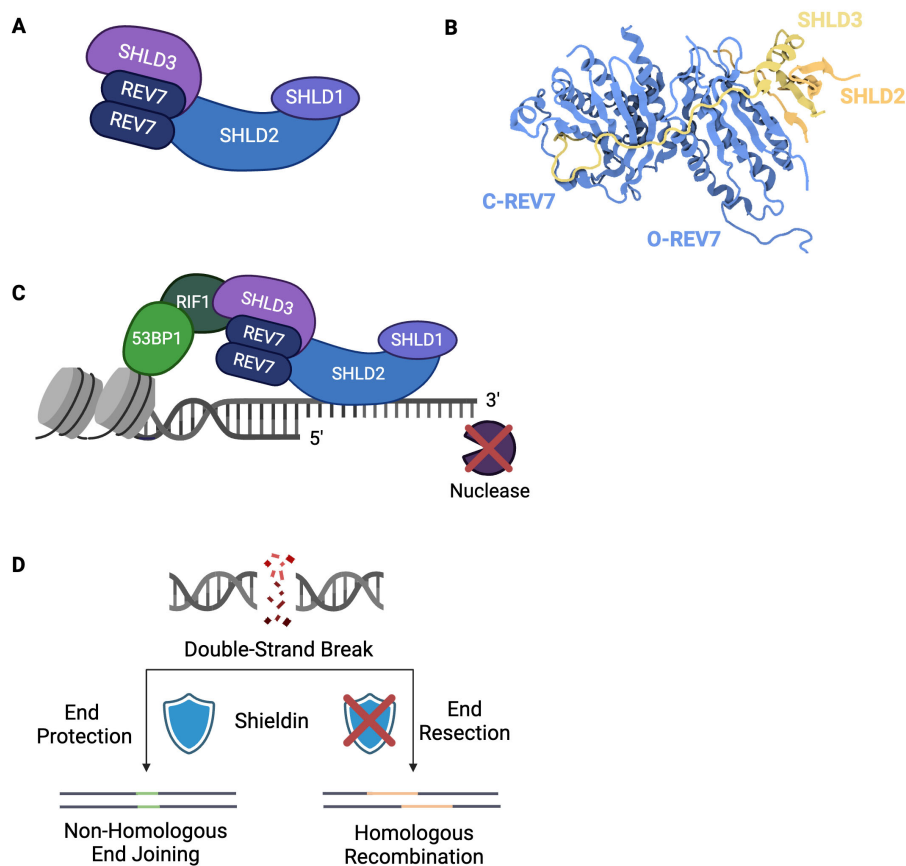 A
SHLD3
REV7
REV7
SHLD2
SHLD1
B
SHLD3
SHLD2
C-REV7
O-REV7
C
RIF1
SHLD3
53BP1
REV7
REV7
SHLD2
SHLD1
3'
5'
Nuclease
D
Double-Strand Break
End
Protection
Shieldin
End
Resection
Non-Homologous
End Joining
Homologous
Recombination